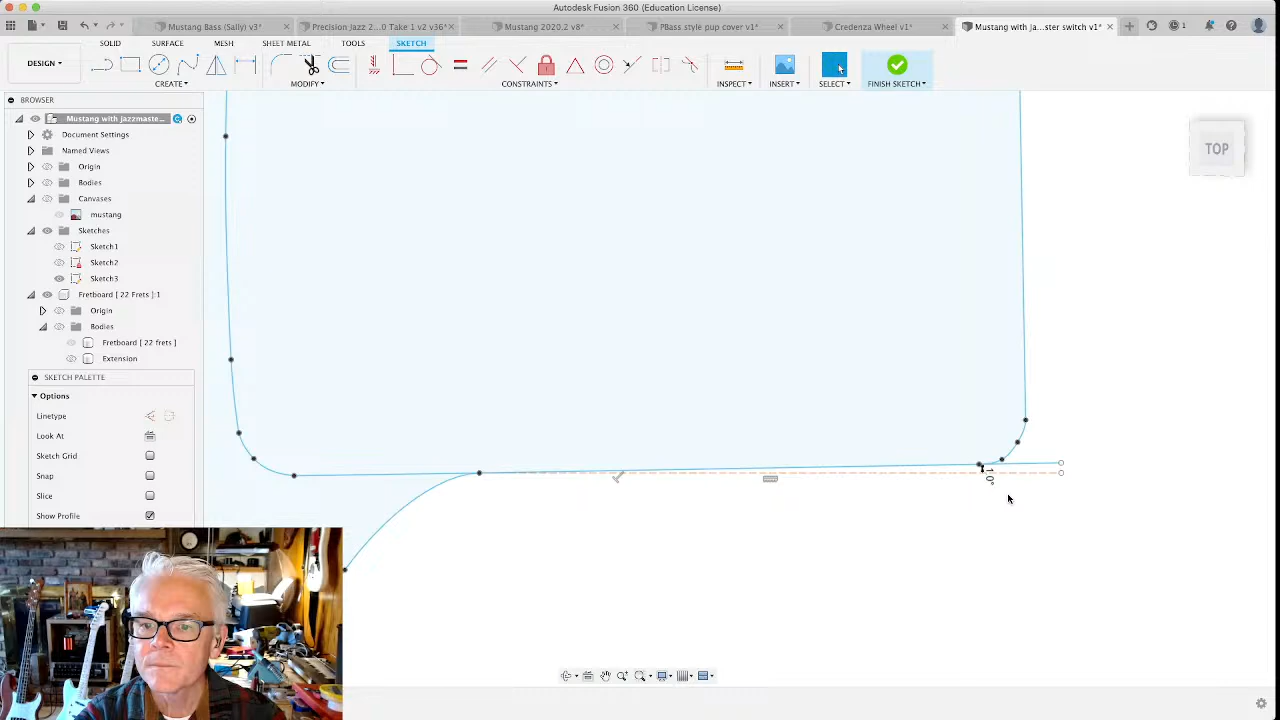 Autodesk Fusion 360 (Education License)
Mustang Bass (Sally) v3*
Precision Jazz 2...0 Take 1 v2 v36*
Mustang 2020.2 v8*
PBass style pup cover v1*
Credenza Wheel v1*
Mustang with ja...ster switch v1*
1
SOLID SURFACE MESH SHEET METAL TOOLS SKETCH
DESIGN
CREATE MODIFY CONSTRAINTS INSPECT INSERT SELECT FINISH SKETCH
BROWSER
Mustang with jazzmaste...
Document Settings
Named Views
Origin
Bodies
Canvases
mustang
Sketches
Sketch1
Sketch2
Sketch3
Fretboard [ 22 Frets ]:1
Origin
Bodies
Fretboard [ 22 frets ]
Extension
SKETCH PALETTE
Options
Linetype
Look At
Sketch Grid
Snap
Slice
Show Profile
TOP